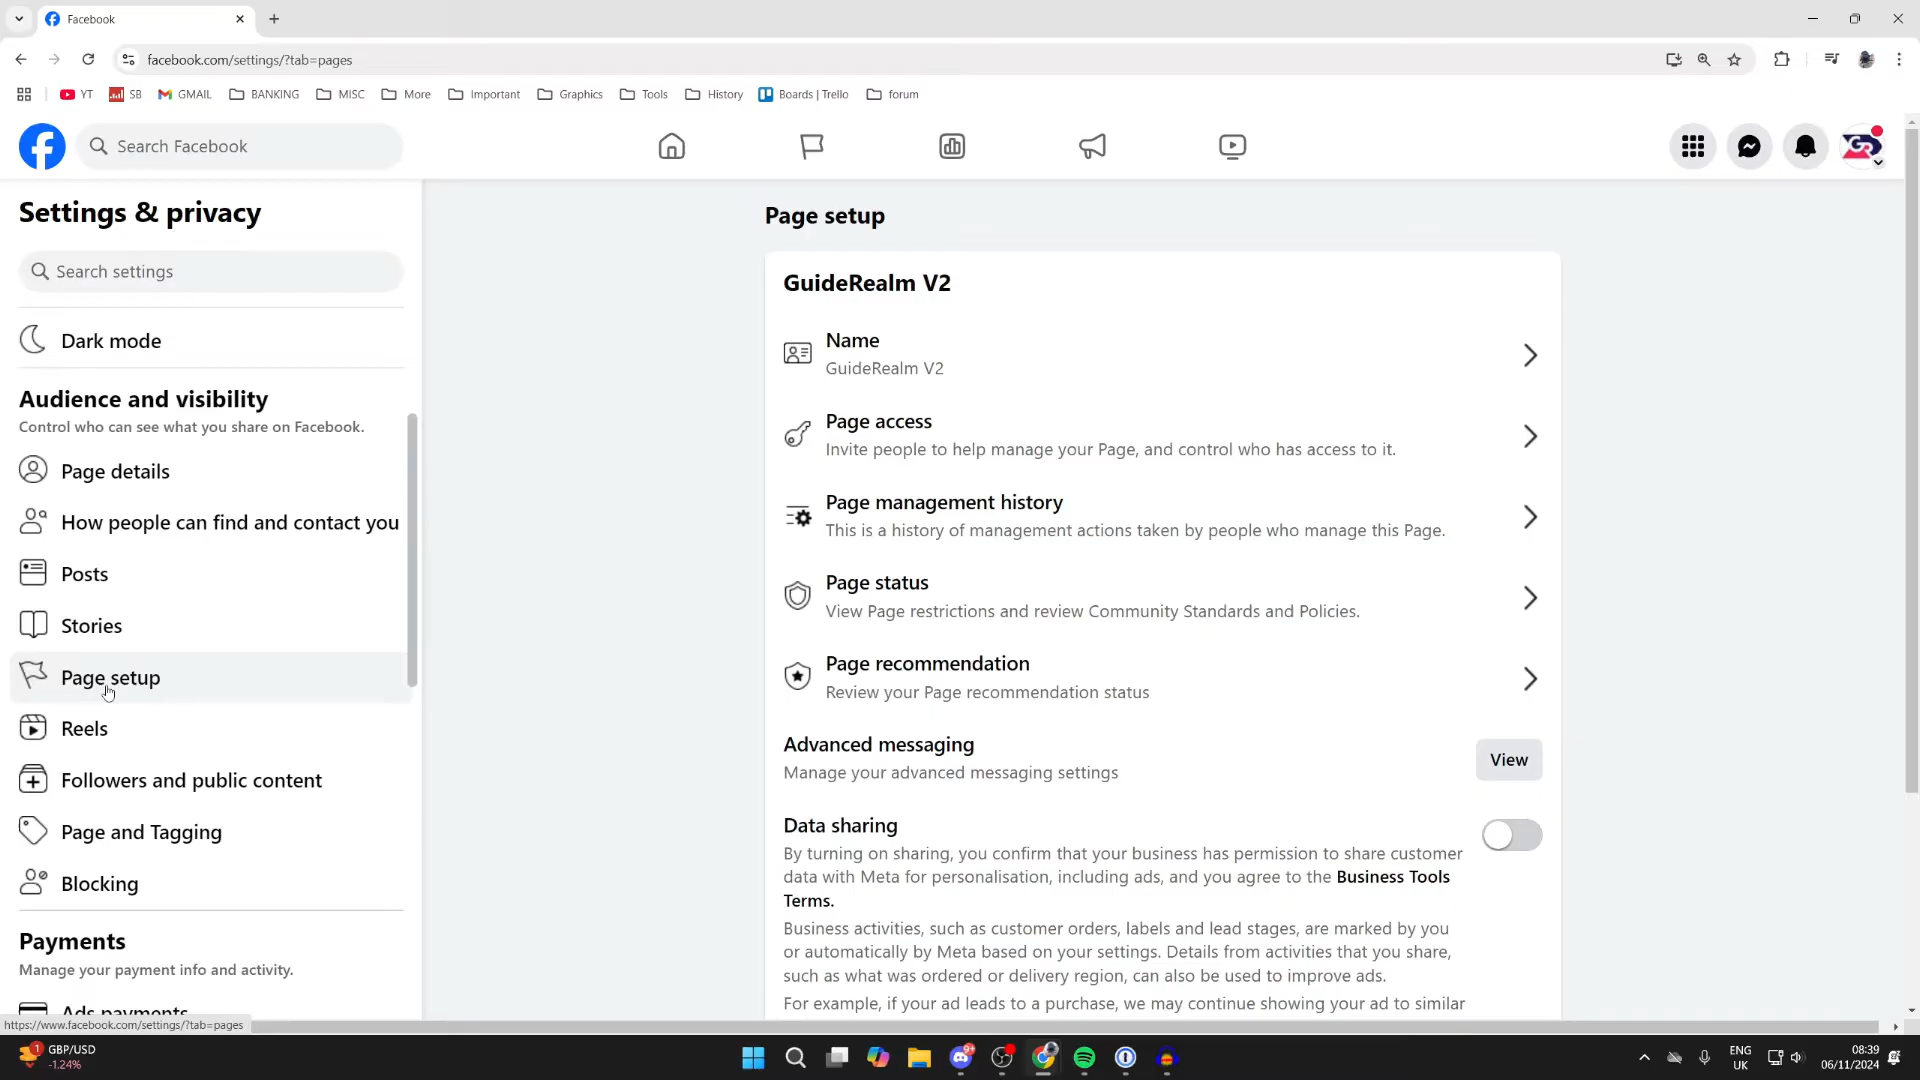 Facebook
facebook.com/settings/?tab=pages
YT
SB
GMAIL
BANKING
MISC
More
Important
Graphics
Tools
History
Boards | Trello
forum
Search Facebook
Settings & privacy
Search settings
Dark mode
Audience and visibility
Control who can see what you share on Facebook.
Page details
How people can find and contact you
Posts
Stories
Page setup
Reels
Followers and public content
Page and Tagging
Blocking
Payments
Manage your payment info and activity.
Ads payments
https://www.facebook.com/settings/?tab=pages
Page setup
GuideRealm V2
Name
GuideRealm V2
Page access
Invite people to help manage your Page, and control who has access to it.
Page management history
This is a history of management actions taken by people who manage this Page.
Page status
View Page restrictions and review Community Standards and Policies.
Page recommendation
Review your Page recommendation status
Advanced messaging
Manage your advanced messaging settings
View
Data sharing
By turning on sharing, you confirm that your business has permission to share customer
data with Meta for personalisation, including ads, and you agree to the Business Tools
Terms.
Business activities, such as customer orders, labels and lead stages, are marked by you
or automatically by Meta based on your settings. Details from activities that you share,
such as what was ordered or delivery region, can also be used to improve ads.
For example, if your ad leads to a purchase, we may continue showing your ad to similar
1
GBP/USD
-1.24%
9+
ENG
UK
08:39
06/11/2024